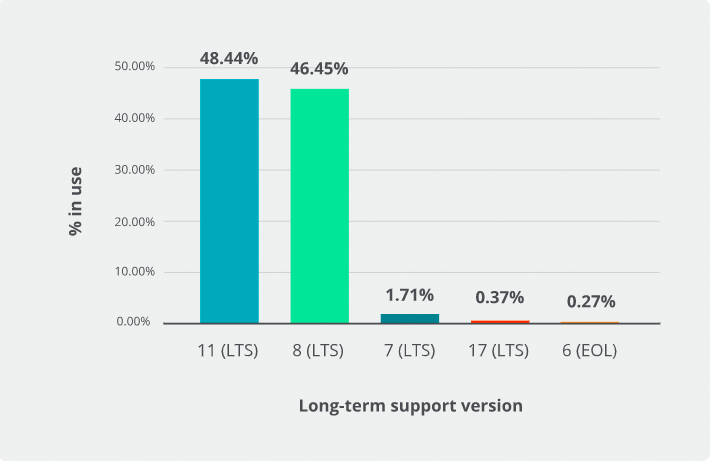 48.44%
46.45%
50.00%
40.00%
30.00%
20.00%
10.00%
0.00%
% in use
1.71%
0.37%
0.27%
11 (LTS)
8 (LTS)
7 (LTS)
17 (LTS)
6 (EOL)
Long-term support version